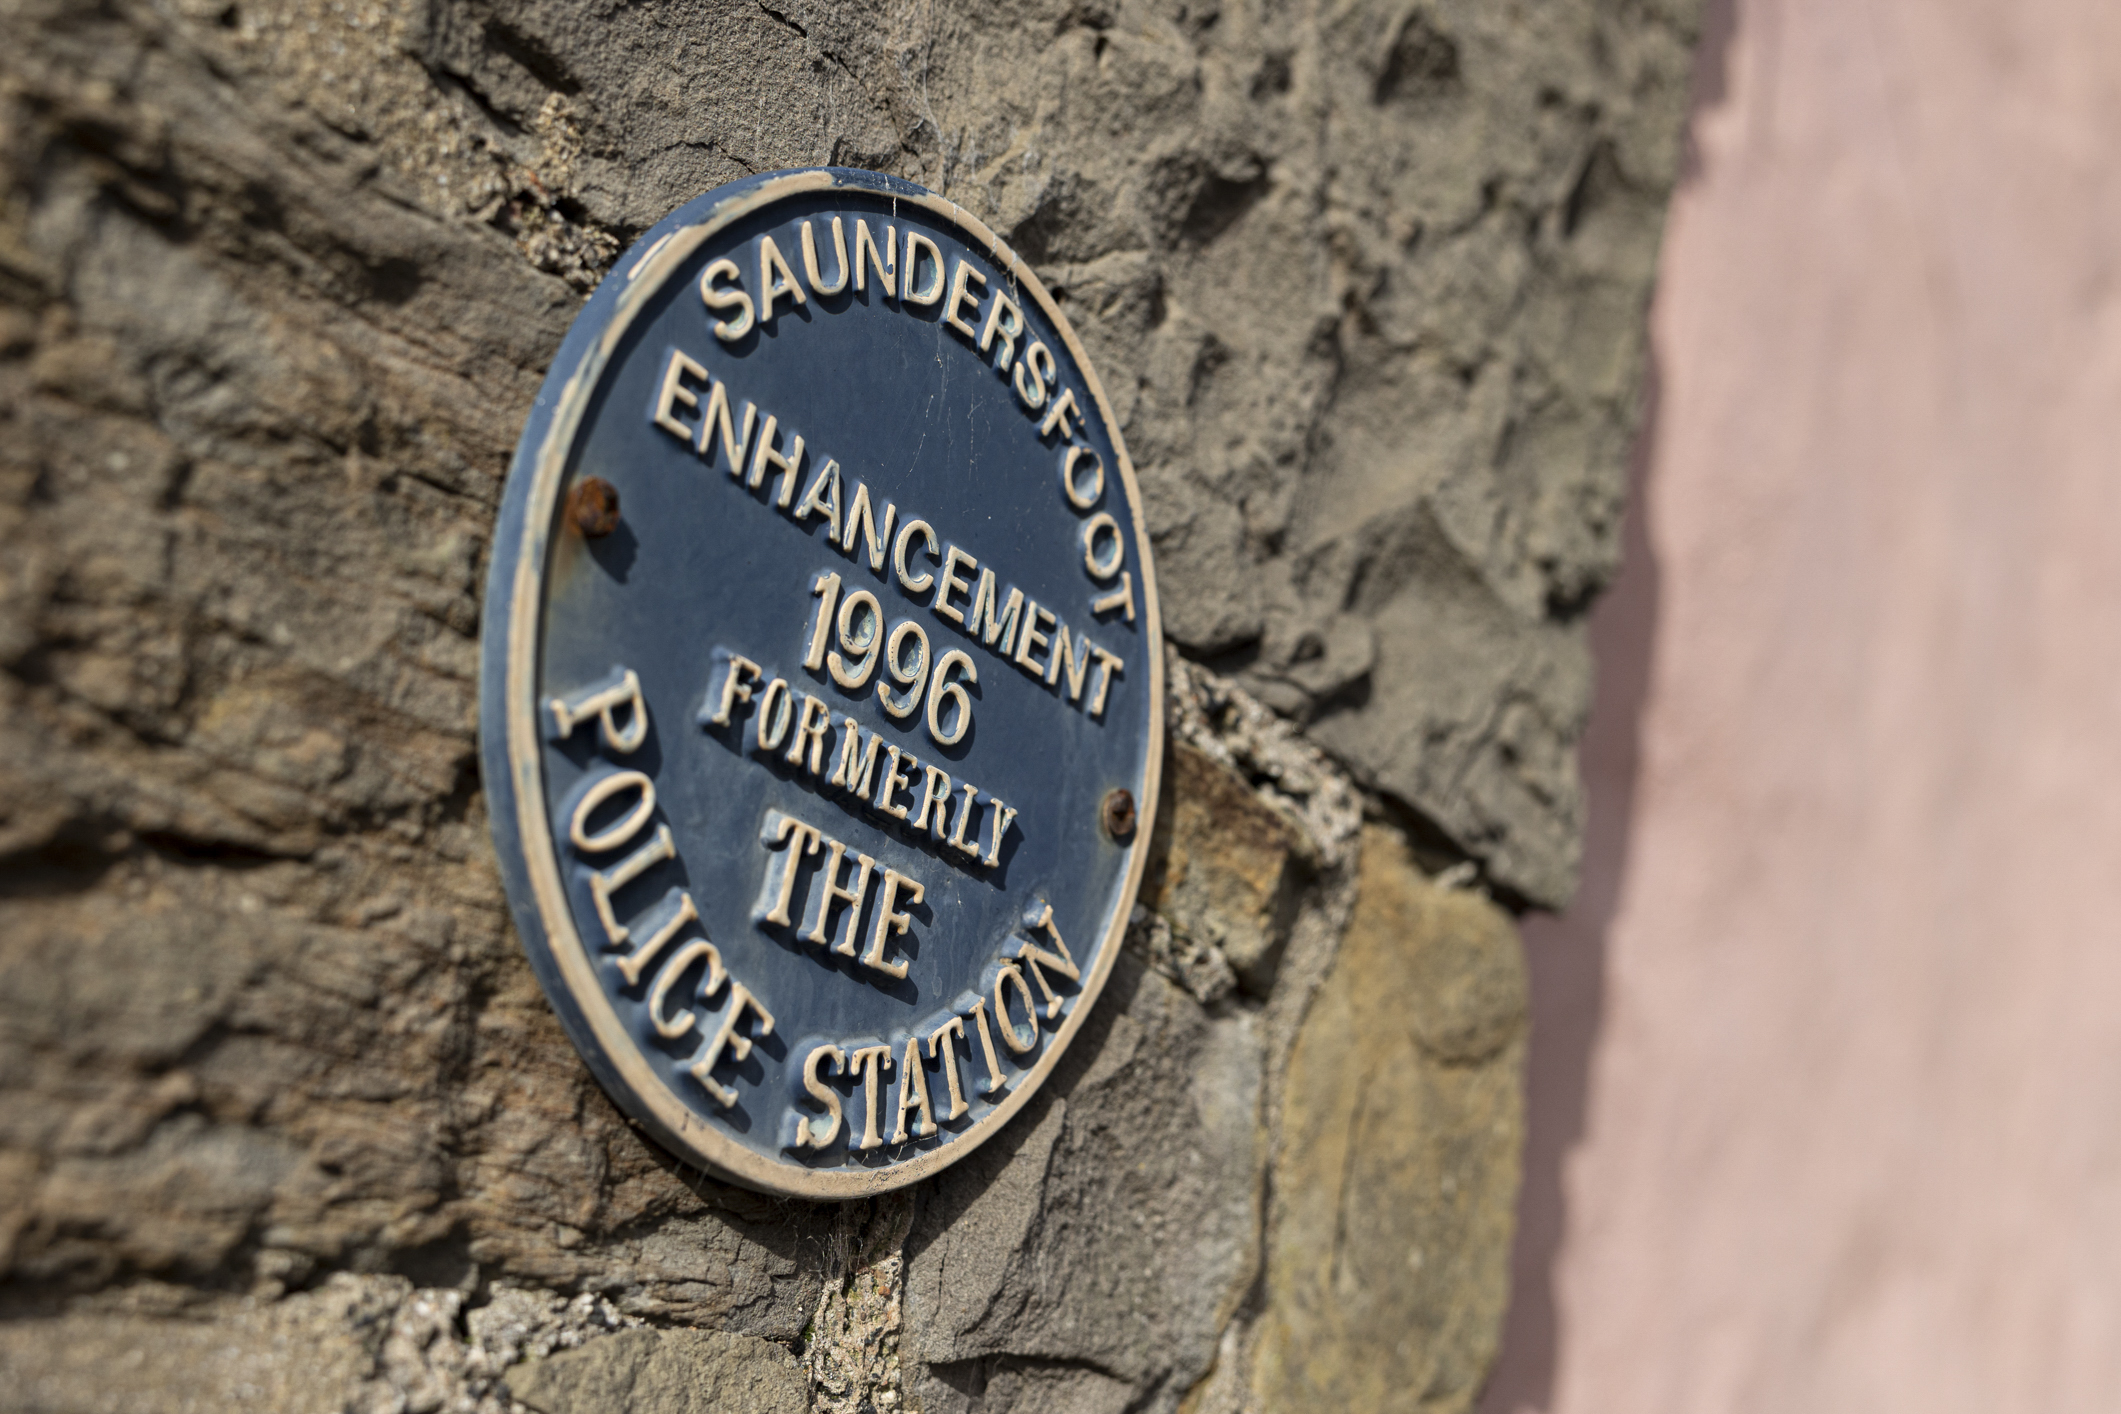 SAUNDERSFOOT
ENHANCEMENT
1996
FORMERLY
THE
POLICE STATION